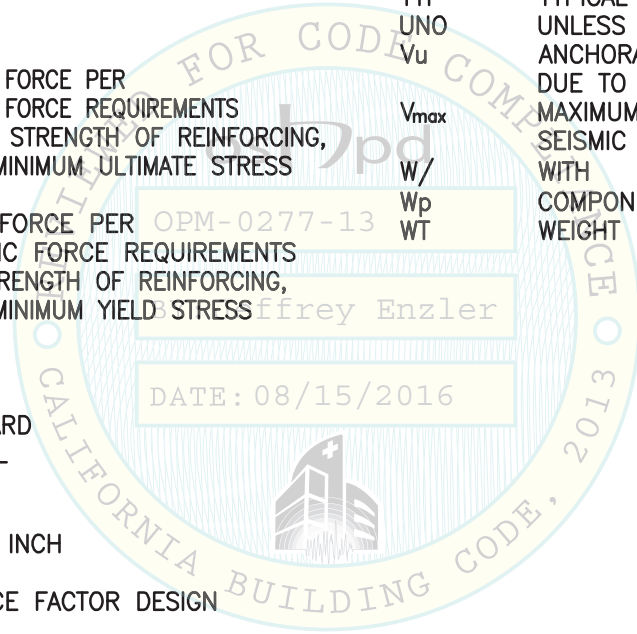 TYP TYPICAL
UNO UNLESS
Vu ANCHORA
DUE TO
Vmax MAXIMUM
SEISMIC
W/ WITH
Wp COMPON
WT WEIGHT
FORCE PER
FORCE REQUIREMENTS
STRENGTH OF REINFORCING,
MINIMUM ULTIMATE STRESS
FORCE PER
IC FORCE REQUIREMENTS
RENGTH OF REINFORCING,
MINIMUM YIELD STRESS
ARD
INCH
CE FACTOR DESIGN
REVIEWED FOR CODE COMPLIANCE
oshpd
OPM-0277-13
Jeffrey Enzler
DATE: 08/15/2016
CALIFORNIA BUILDING CODE, 2013